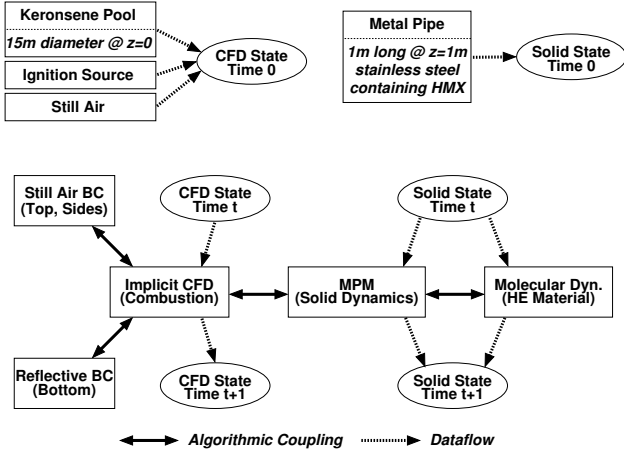 Keronsene Pool
15m diameter @ z=0
Ignition Source
Still Air
CFD State
Time 0
Metal Pipe
1m long @ z=1m
stainless steel
containing HMX
Solid State
Time 0
Still Air BC
(Top, Sides)
CFD State
Time t
Solid State
Time t
Implicit CFD
(Combustion)
MPM
(Solid Dynamics)
Molecular Dyn.
(HE Material)
Reflective BC
(Bottom)
CFD State
Time t+1
Solid State
Time t+1
Algorithmic Coupling
Dataflow